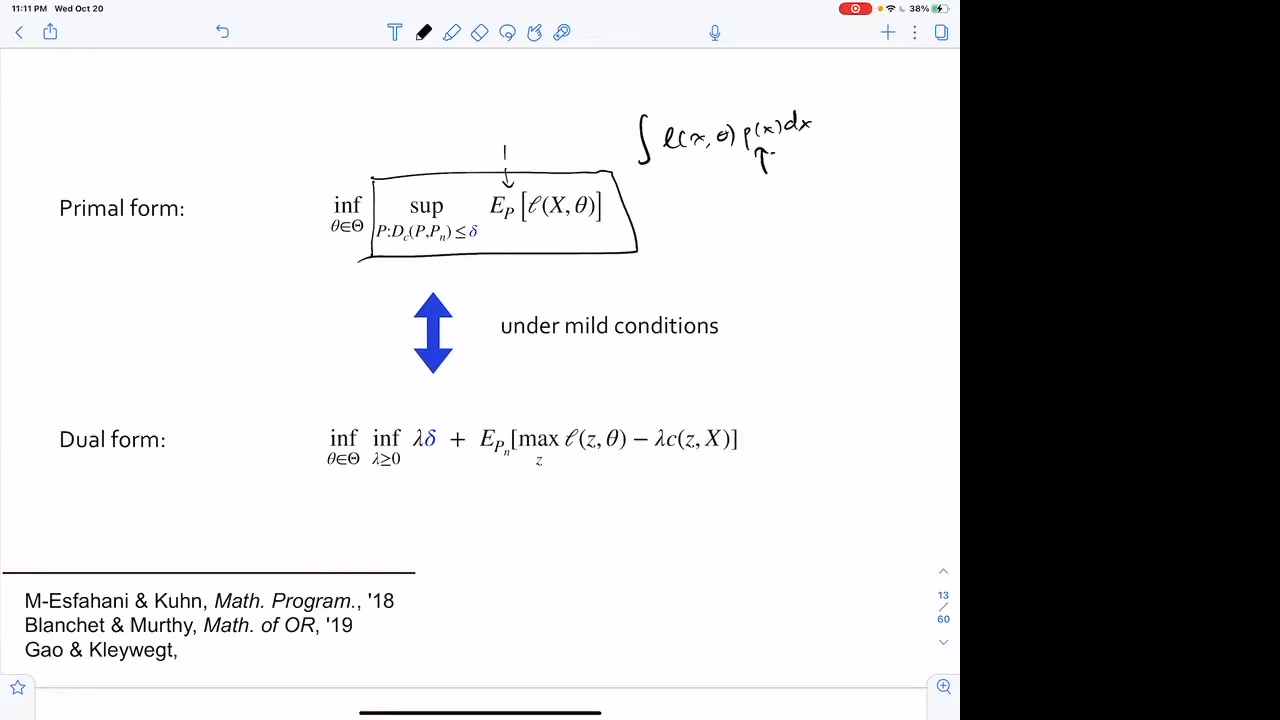 11:11 PM Wed Oct 20
38%
T
∫ ℓ(x, θ) p(x) dx
Primal form: inf θ∈Θ sup P:D_c(P,P_n) ≤ δ E_P [ℓ(X, θ)]
under mild conditions
Dual form: inf θ∈Θ inf λ≥0 λδ + E_{P_n}[max z ℓ(z, θ) − λc(z, X)]
M-Esfahani & Kuhn, Math. Program., '18
Blanchet & Murthy, Math. of OR, '19
Gao & Kleywegt,
13
/
60